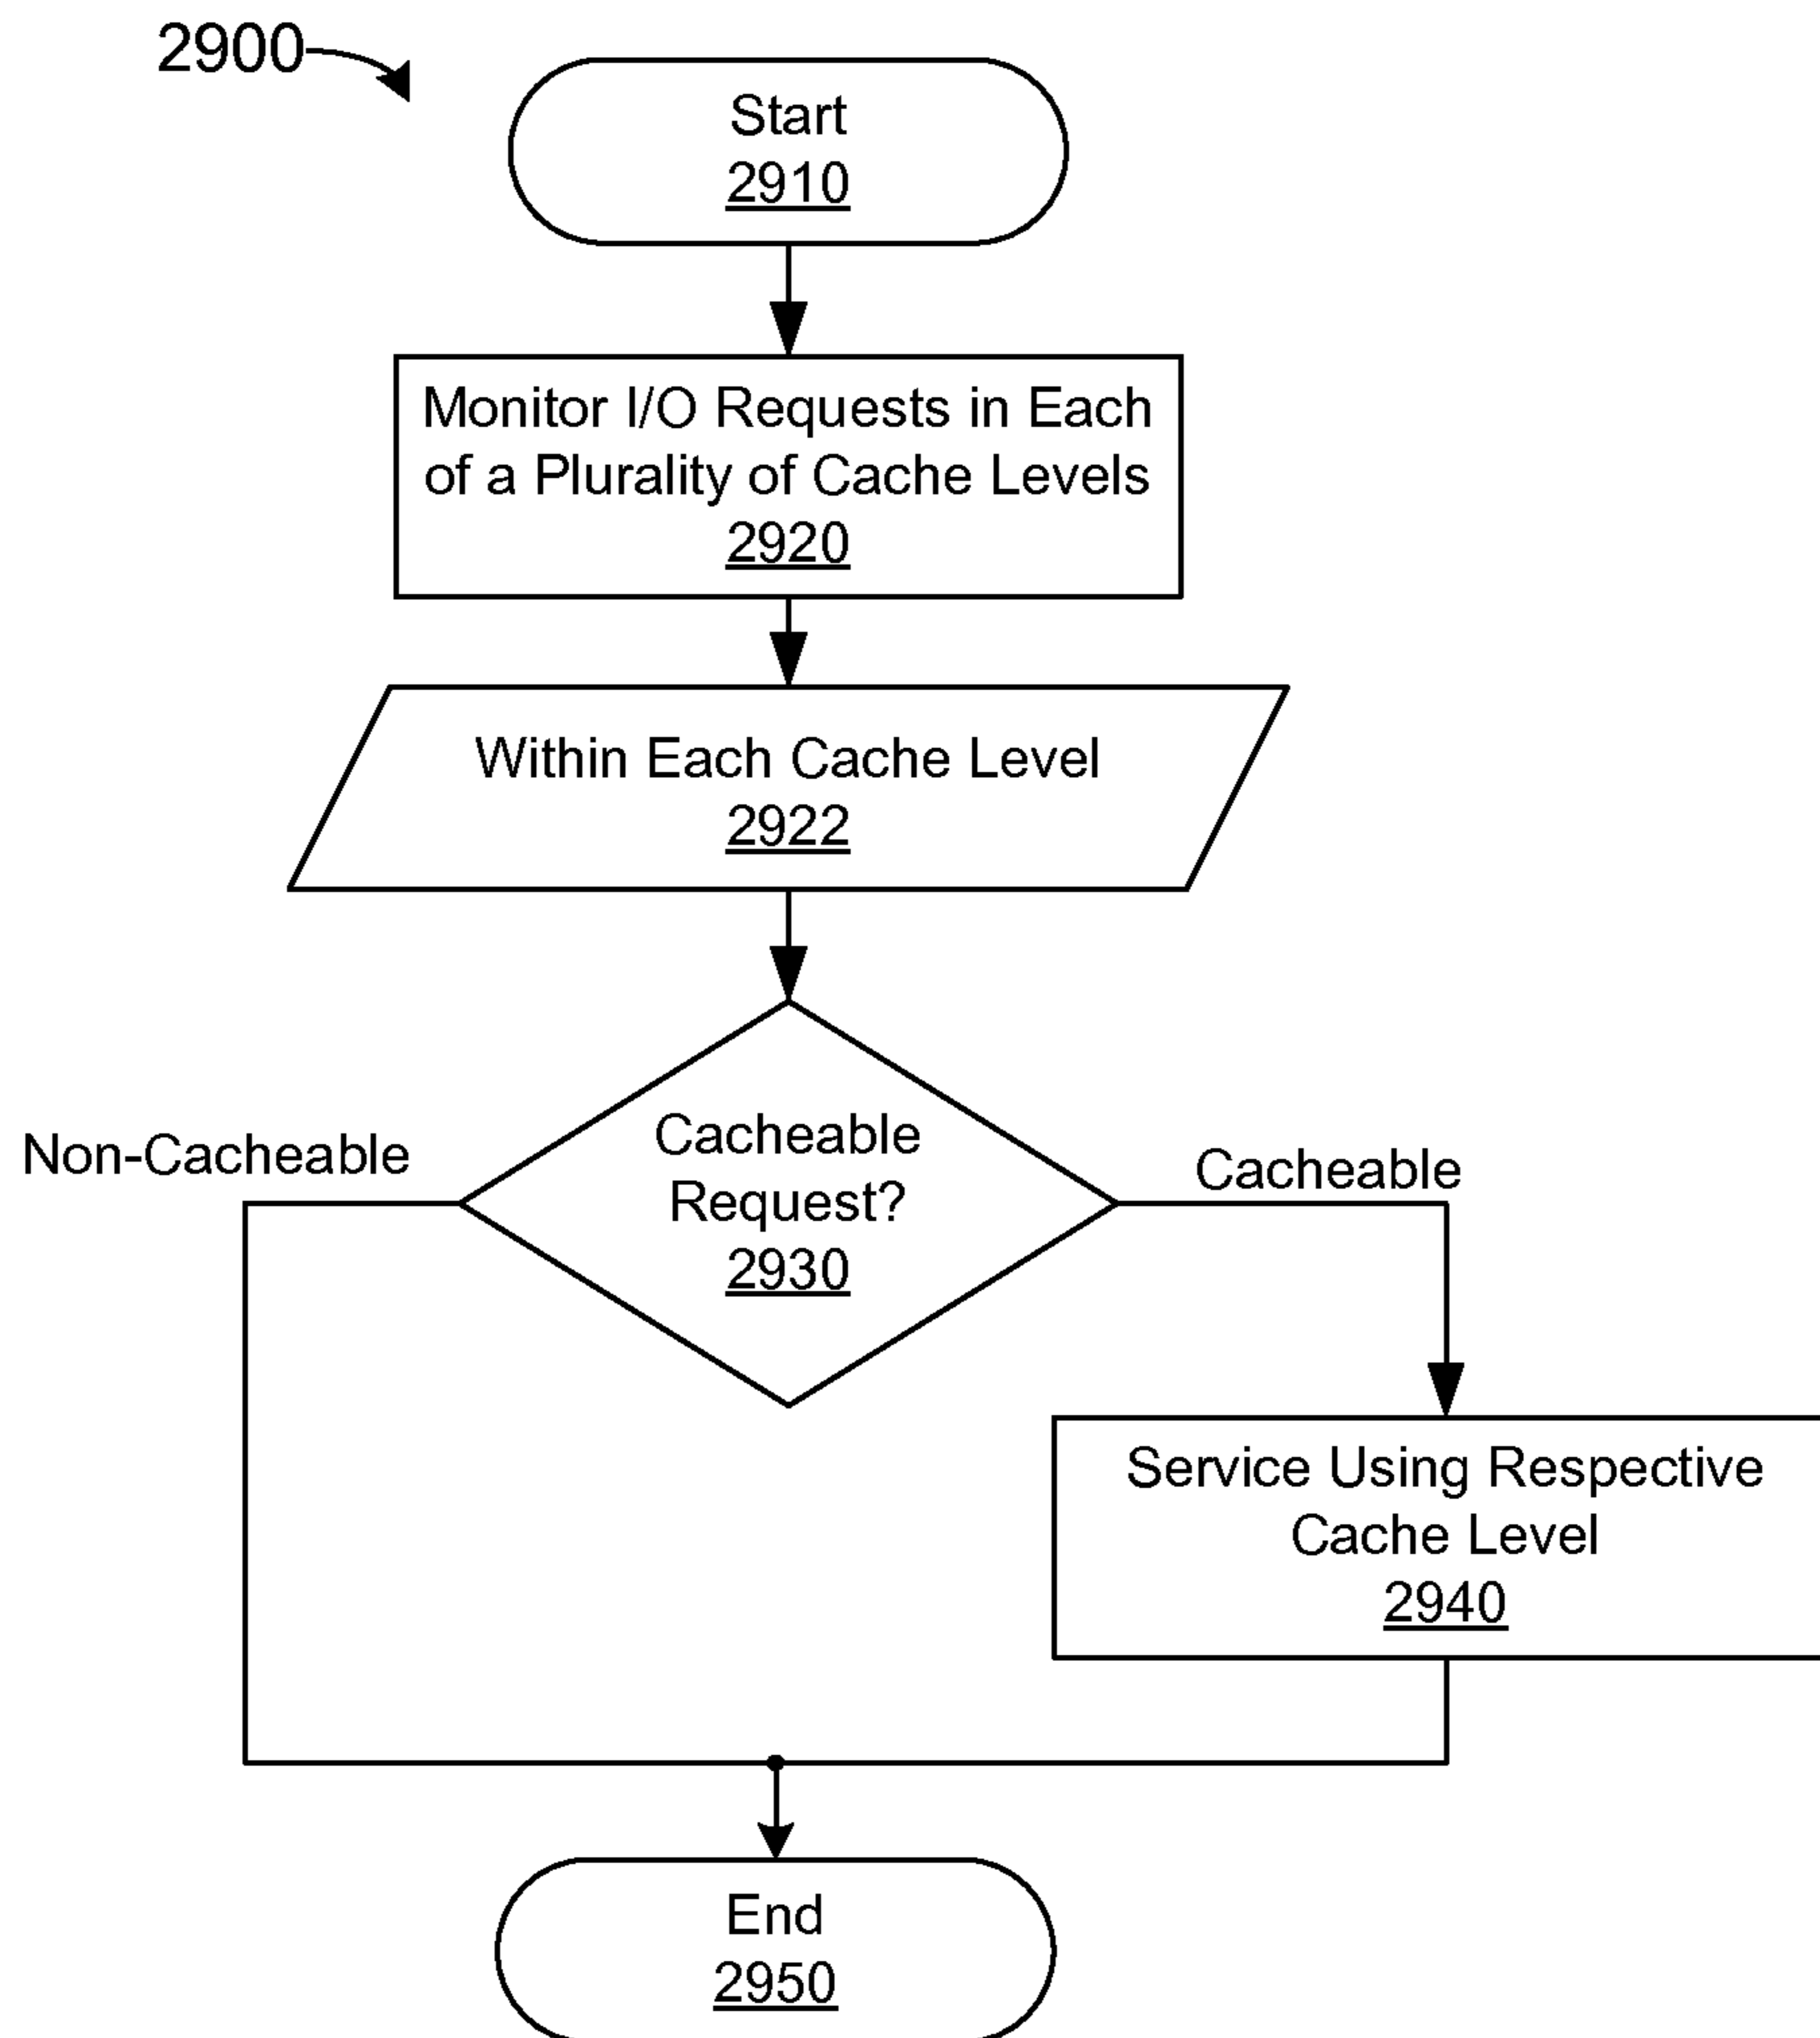 2900
Start
2910
Monitor I/O Requests in Each
of a Plurality of Cache Levels
2920
Within Each Cache Level
2922
Non-Cacheable
Cacheable
Request?
2930
Cacheable
Service Using Respective
Cache Level
2940
End
2950